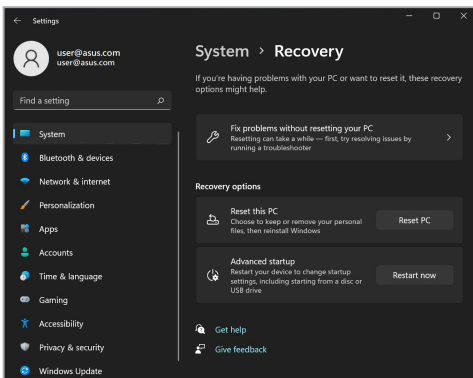 Settings
user@asus.com
user@asus.com
Find a setting
System
Bluetooth & devices
Network & internet
Personalization
Apps
Accounts
Time & language
Gaming
Accessibility
Privacy & security
Windows Update
System > Recovery
If you're having problems with your PC or want to reset it, these recovery
options might help.
Fix problems without resetting your PC
Resetting can take a while — first, try resolving issues by
running a troubleshooter
Recovery options
Reset this PC
Choose to keep or remove your personal
files, then reinstall Windows
Reset PC
Advanced startup
Restart your device to change startup
settings, including starting from a disc or
USB drive
Restart now
Get help
Give feedback